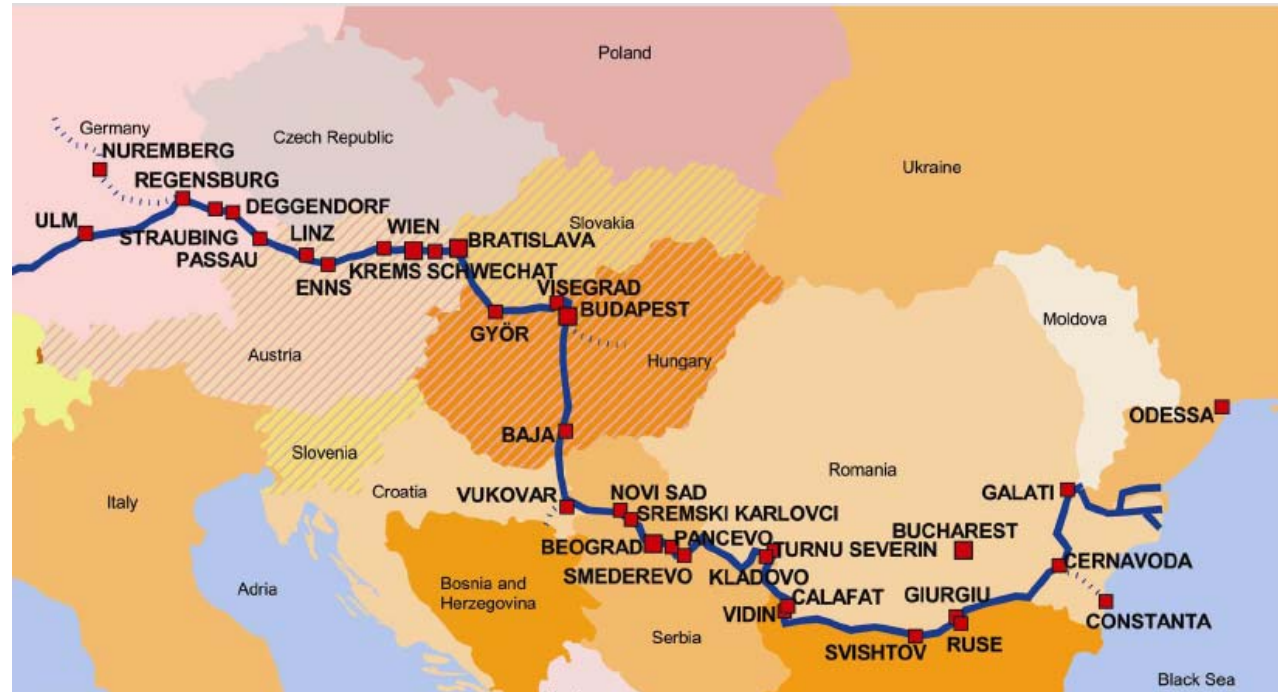 Poland
Germany
Czech Republic
NUREMBERG
Ukraine
REGENSBURG
DEGGENDORF
ULM
LINZ
WIEN
Slovakia
STRAUBING
BRATISLAVA
PASSAU
KREMS SCHWECHAT
ENNS
VISEGRAD
BUDAPEST
GYÖR
Moldova
Austria
Hungary
ODESSA
BAJA
Slovenia
Romania
Italy
Croatia
VUKOVAR
NOVI SAD
GALATI
SREMSKI KARLOVCI
BUCHAREST
PANCEVO
BEOGRAD
TURNU SEVERIN
CERNAVODA
SMEDEREVO
KLADOVO
Bosnia and
Herzegovina
Adria
CALAFAT
GIURGIU
VIDIN
CONSTANTA
Serbia
RUSE
SVISHTOV
Black Sea